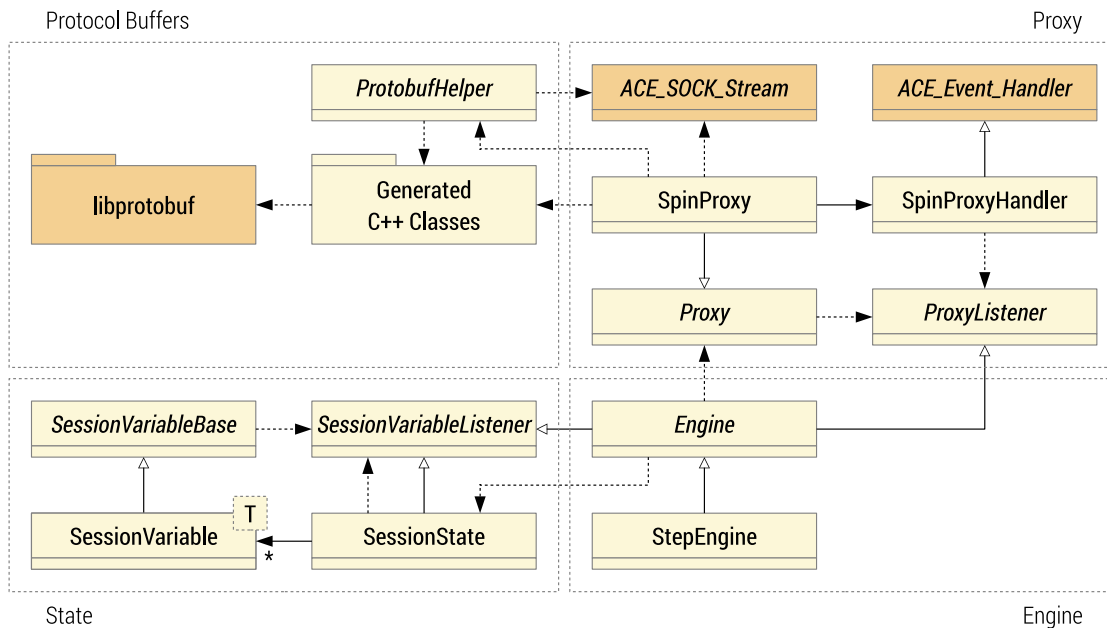 Protocol Buffers
Proxy
ProtobufHelper
ACE_SOCK_Stream
ACE_Event_Handler
libprotobuf
Generated
C++ Classes
SpinProxy
SpinProxyHandler
Proxy
ProxyListener
SessionVariableBase
SessionVariableListener
Engine
T
SessionVariable
*
SessionState
StepEngine
State
Engine